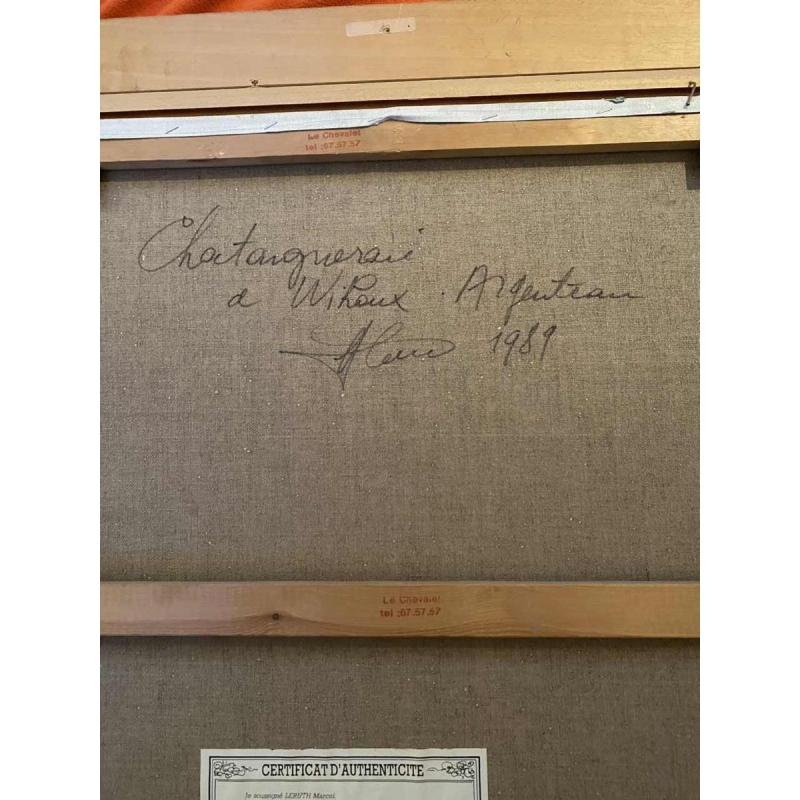 Le Chevalet
tel :67.57.57
Chataigneraie
a Wihoux . Argenteau
1989
Le Chevalet
tel :67.57.57
CERTIFICAT D'AUTHENTICITE
Je soussigné LERUTH Marcel,